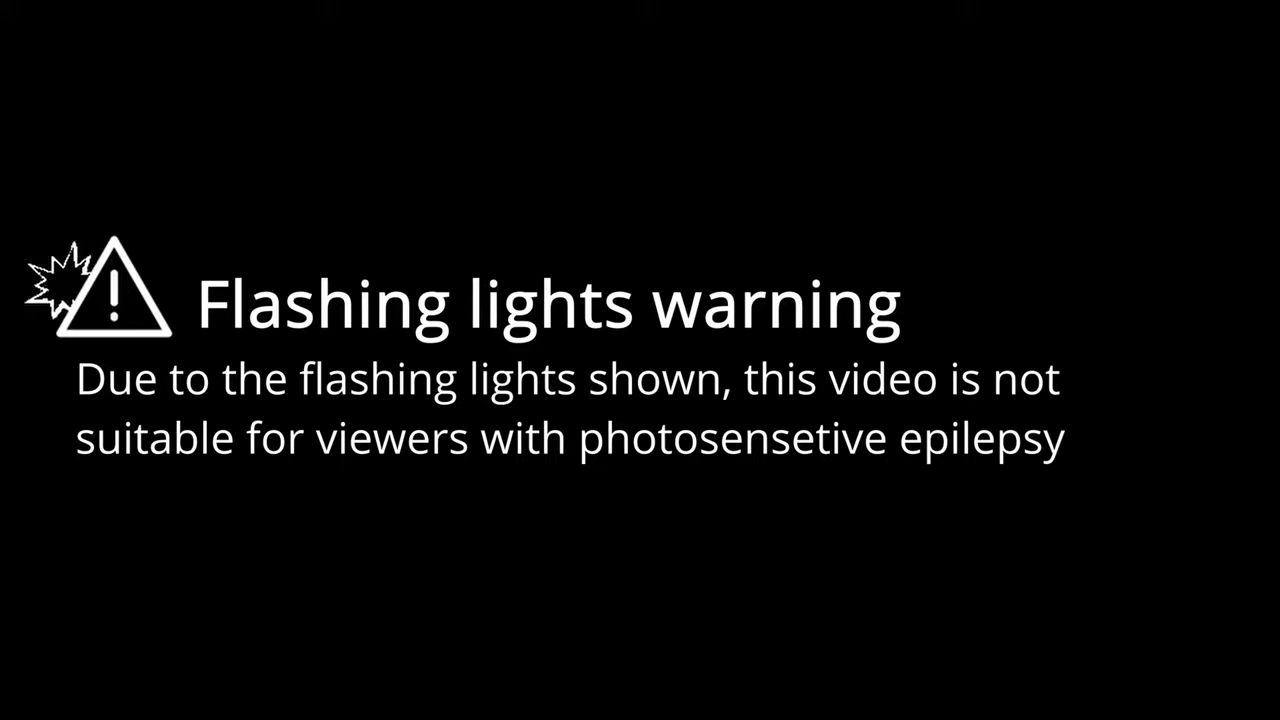 Flashing lights warning
Due to the flashing lights shown, this video is not
suitable for viewers with photosensetive epilepsy